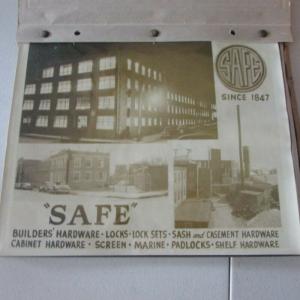 SAFE
SINCE 1847
"SAFE"
BUILDERS' HARDWARE • LOCKS • LOCK SETS • SASH and CASEMENT HARDWARE
CABINET HARDWARE • SCREEN • MARINE • PADLOCKS • SHELF HARDWARE